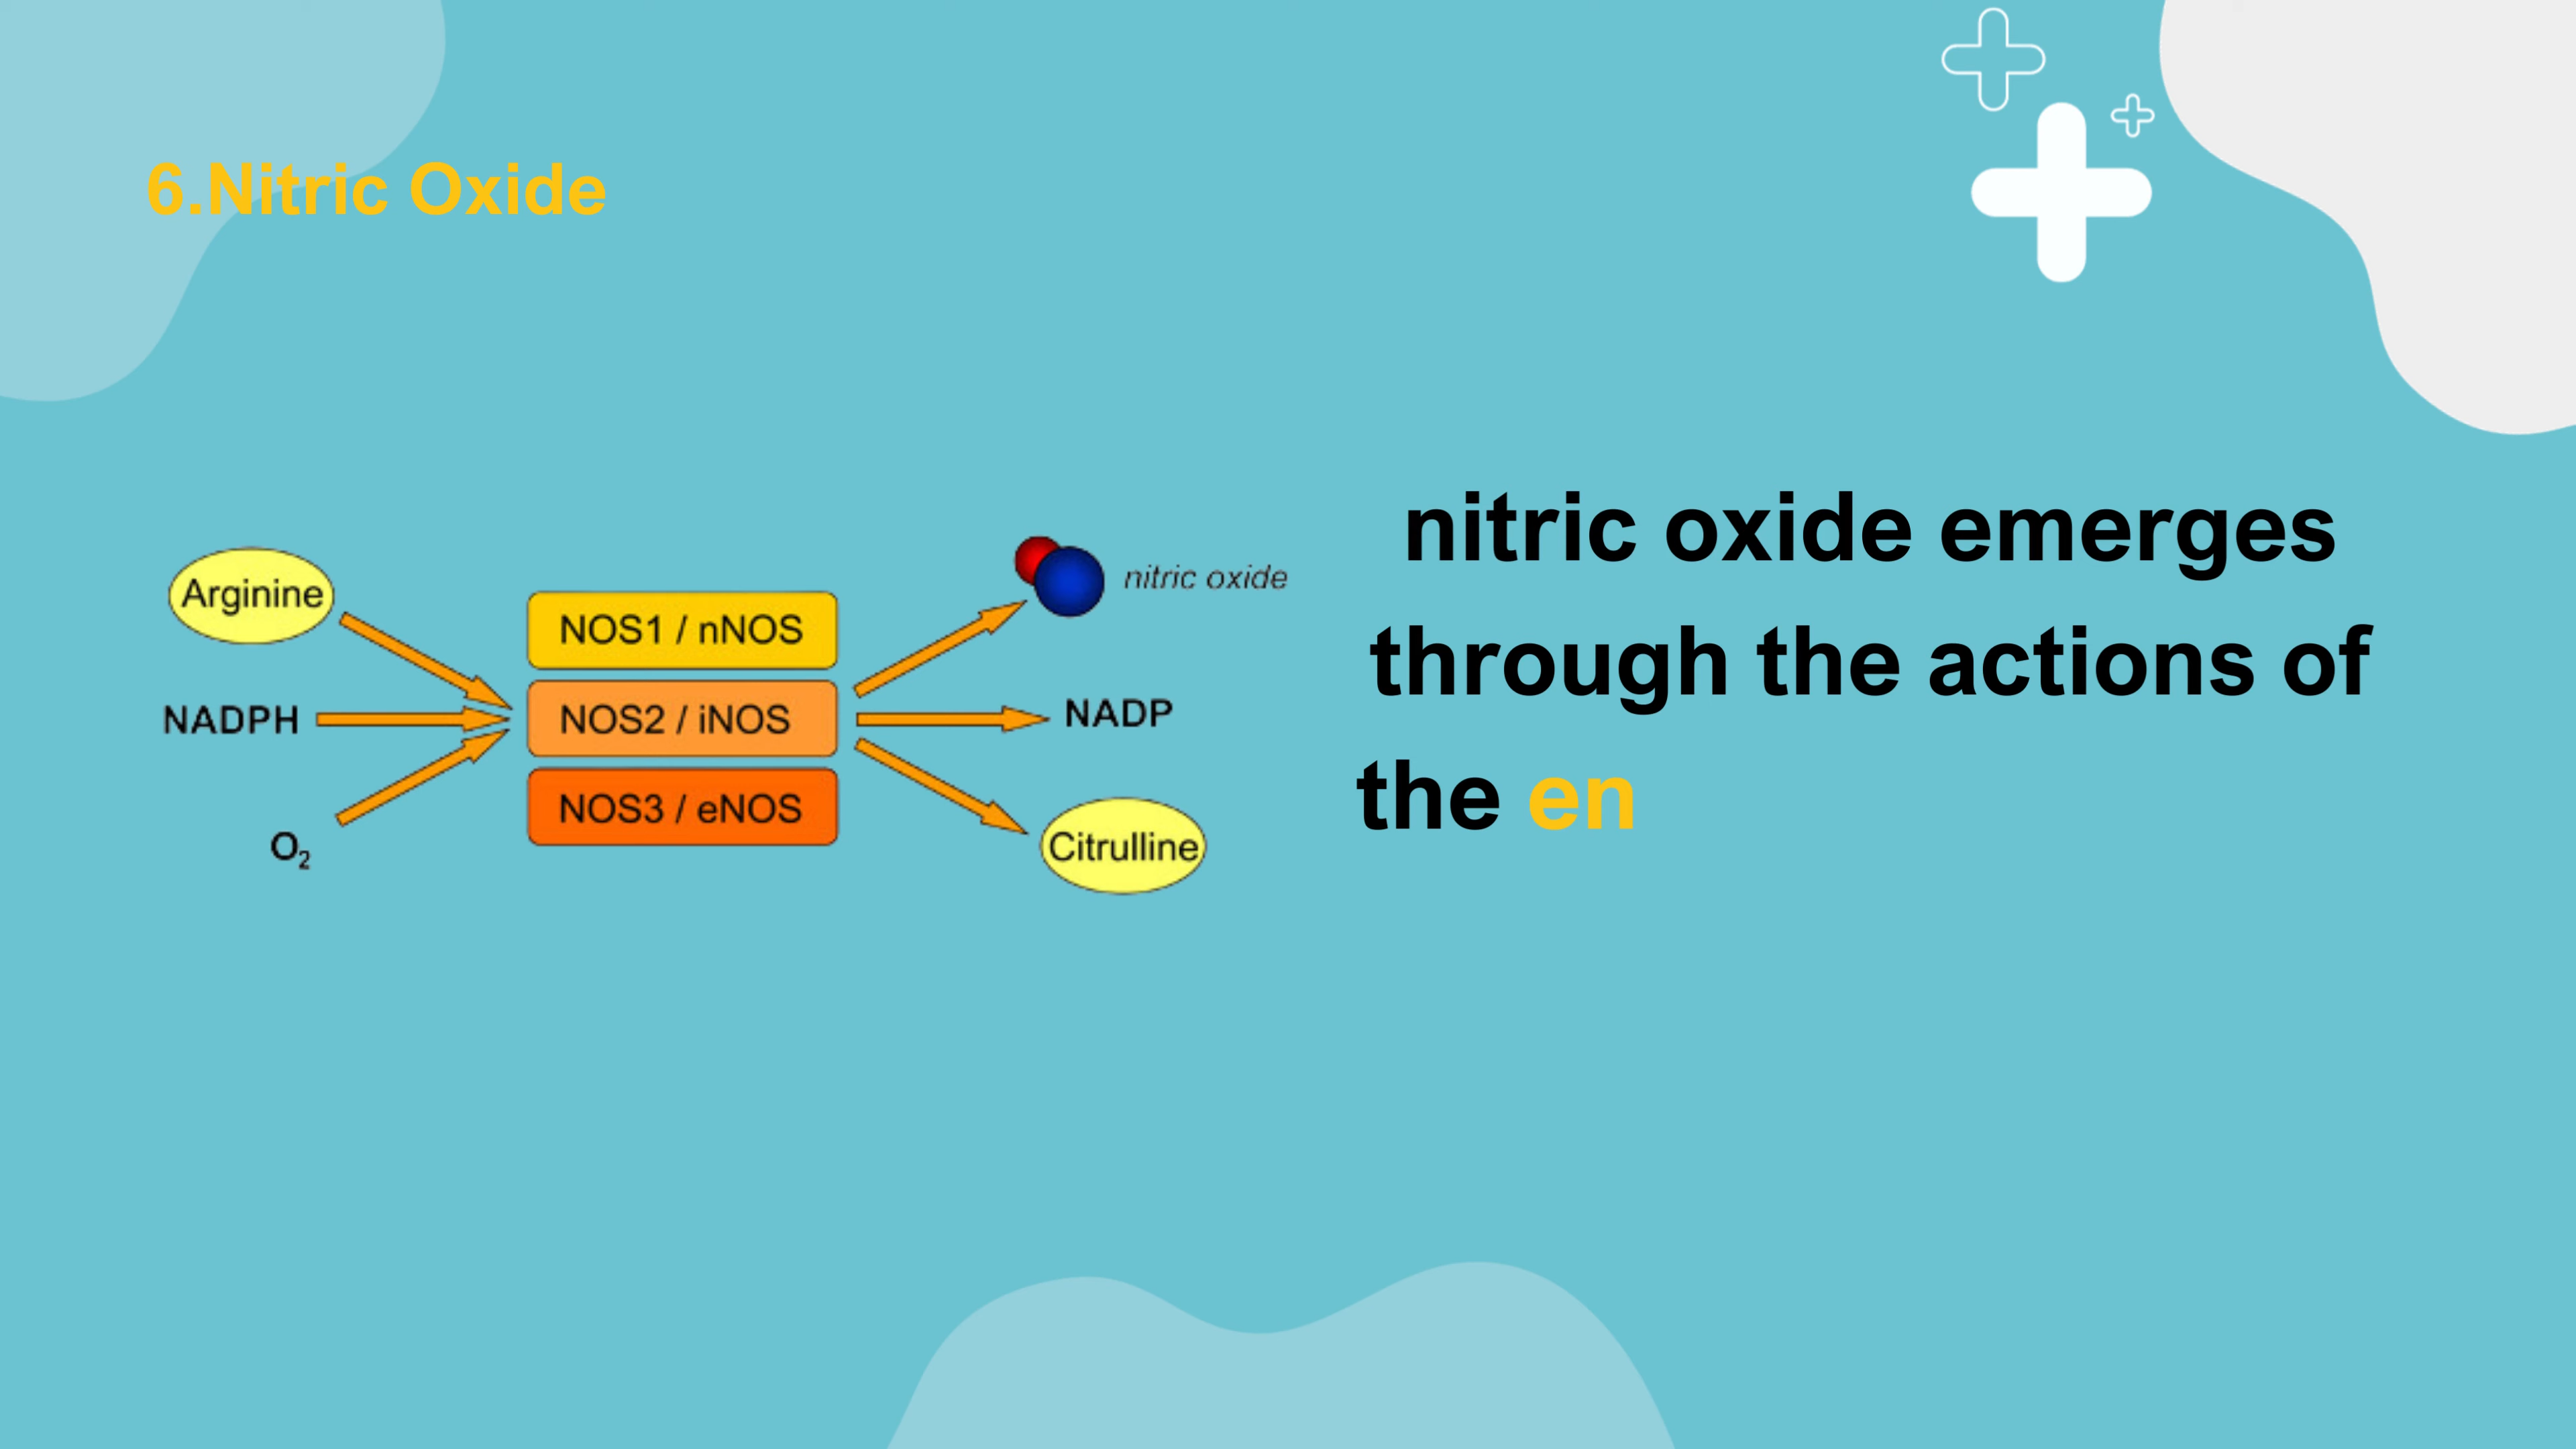 6.Nitric Oxide
Arginine
NADPH
O₂
NOS1 / nNOS
NOS2 / iNOS
NOS3 / eNOS
nitric oxide
NADP
Citrulline
nitric oxide emerges
through the actions of
the en